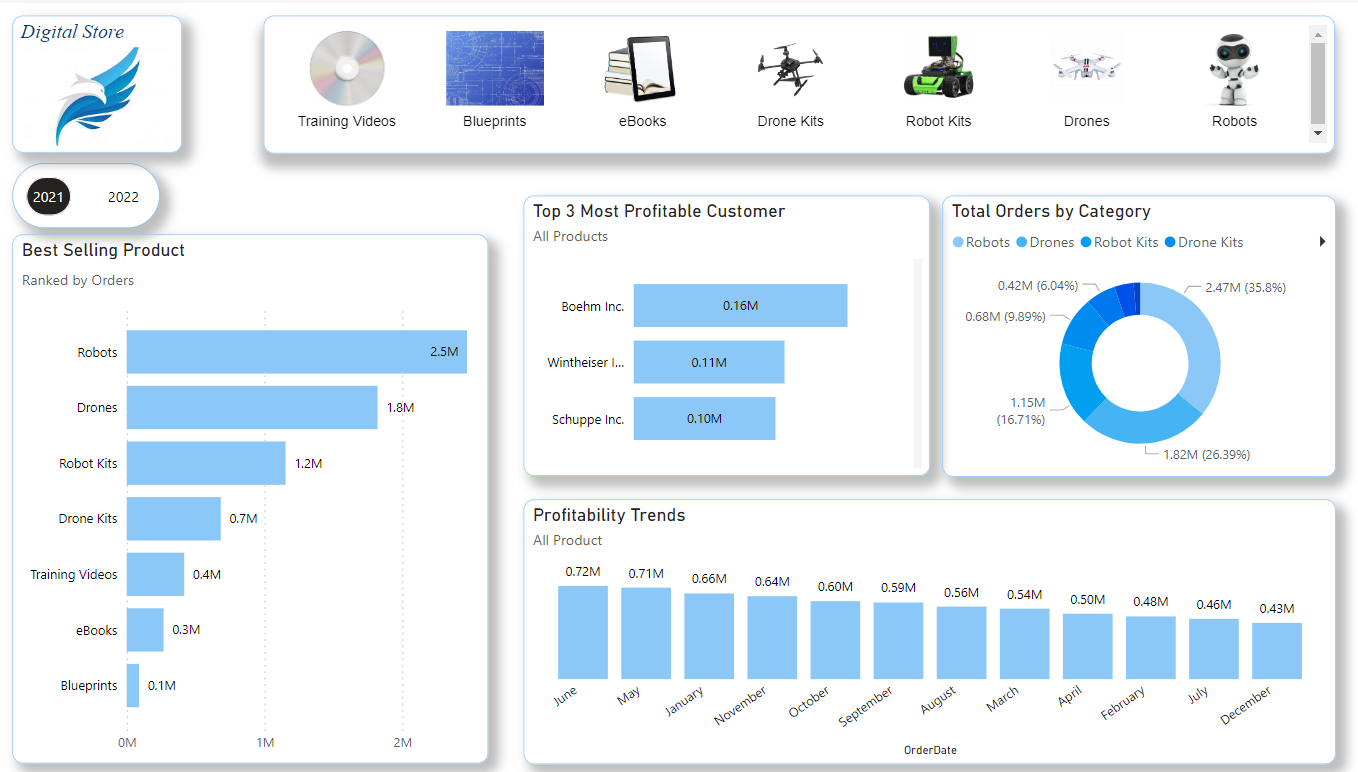 Digital Store
Training Videos
Blueprints
eBooks
Drone Kits
Robot Kits
Drones
Robots
2021
2022
Best Selling Product
Ranked by Orders
Robots
2.5M
Drones
1.8M
Robot Kits
1.2M
Drone Kits
0.7M
Training Videos
0.4M
eBooks
0.3M
Blueprints
0.1M
0M
1M
2M
Top 3 Most Profitable Customer
All Products
Boehm Inc.
0.16M
Wintheiser I...
0.11M
Schuppe Inc.
0.10M
Total Orders by Category
Robots
Drones
Robot Kits
Drone Kits
0.42M (6.04%)
2.47M (35.8%)
0.68M (9.89%)
1.15M
(16.71%)
1.82M (26.39%)
Profitability Trends
All Product
0.72M
0.71M
0.66M
0.64M
0.60M
0.59M
0.56M
0.54M
0.50M
0.48M
0.46M
0.43M
June
May
January
November
October
September
August
March
April
February
July
December
OrderDate